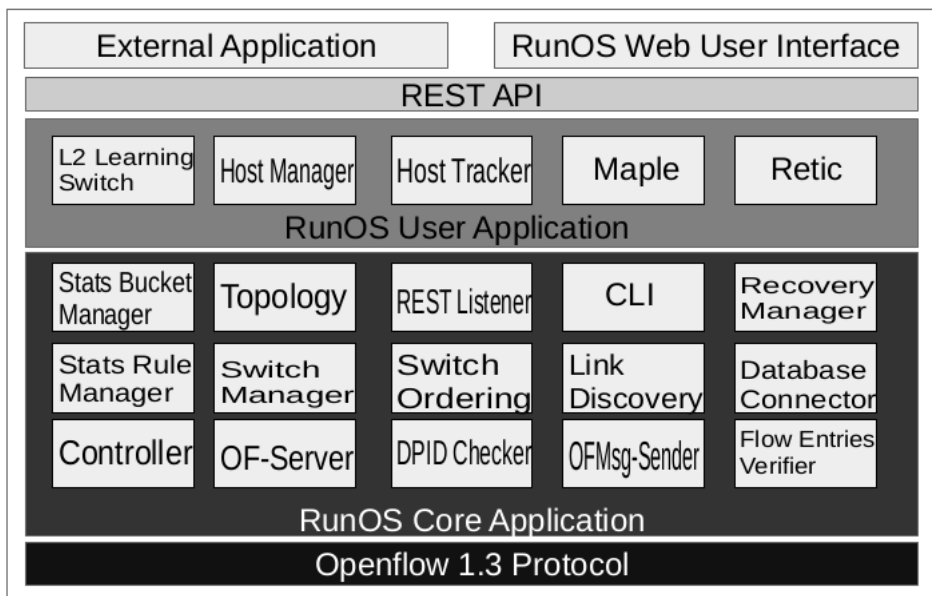 External Application
RunOS Web User Interface
REST API
L2 Learning
Switch
Host Manager
Host Tracker
Maple
Retic
RunOS User Application
Stats Bucket
Manager
Topology
REST Listener
CLI
Recovery
Manager
Stats Rule
Manager
Switch
Manager
Switch
Ordering
Link
Discovery
Database
Connector
Controller
OF-Server
DPID Checker
OFMsg-Sender
Flow Entries
Verifier
RunOS Core Application
Openflow 1.3 Protocol